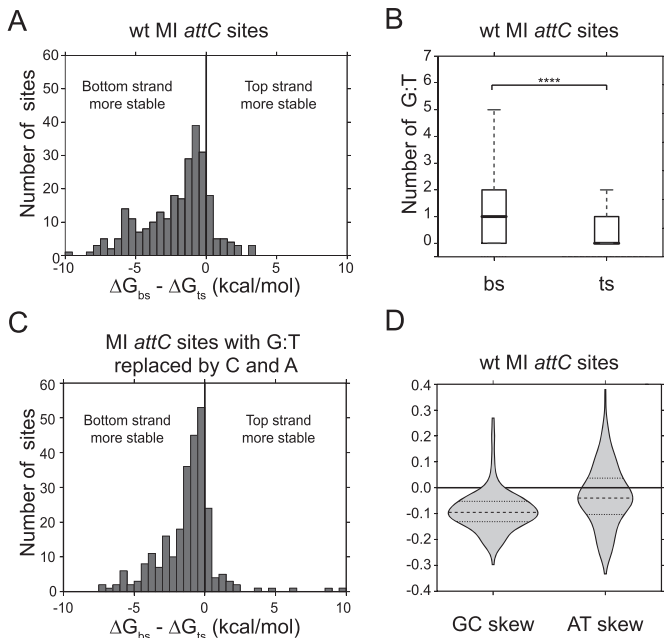 A
wt MI attC sites
Number of sites
60
50
40
30
20
10
0
Bottom strand
more stable
Top strand
more stable
-10
-5
0
5
10
ΔGbs - ΔGts (kcal/mol)
B
wt MI attC sites
Number of G:T
7
6
5
4
3
2
1
0
****
bs
ts
C
MI attC sites with G:T
replaced by C and A
Number of sites
60
50
40
30
20
10
0
Bottom strand
more stable
Top strand
more stable
-10
-5
0
5
10
ΔGbs - ΔGts (kcal/mol)
D
wt MI attC sites
0.4
0.3
0.2
0.1
0.0
-0.1
-0.2
-0.3
-0.4
GC skew
AT skew